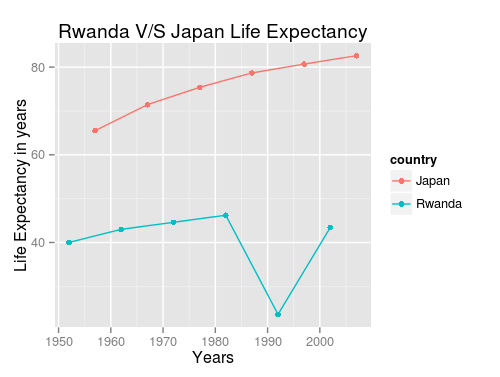 Rwanda V/S Japan Life Expectancy
80
60
40
Life Expectancy in years
1950 1960 1970 1980 1990 2000
Years
country
Japan
Rwanda